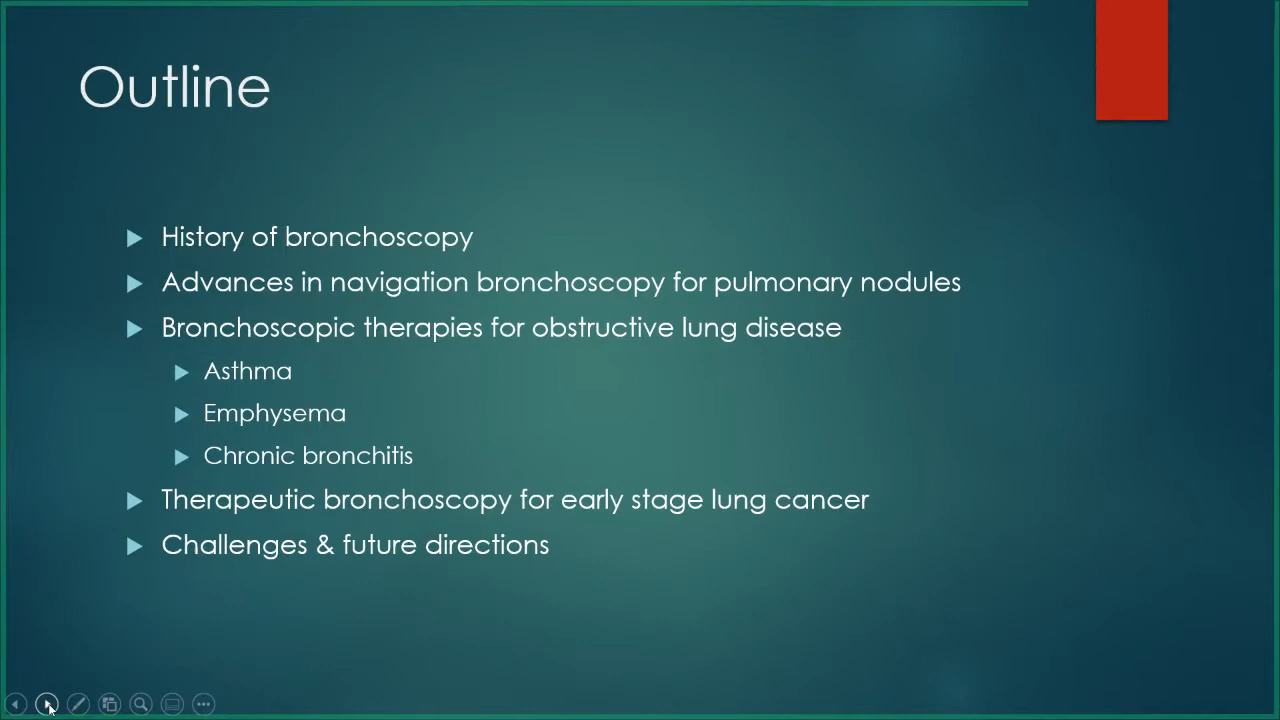 Outline
History of bronchoscopy
Advances in navigation bronchoscopy for pulmonary nodules
Bronchoscopic therapies for obstructive lung disease
Asthma
Emphysema
Chronic bronchitis
Therapeutic bronchoscopy for early stage lung cancer
Challenges & future directions